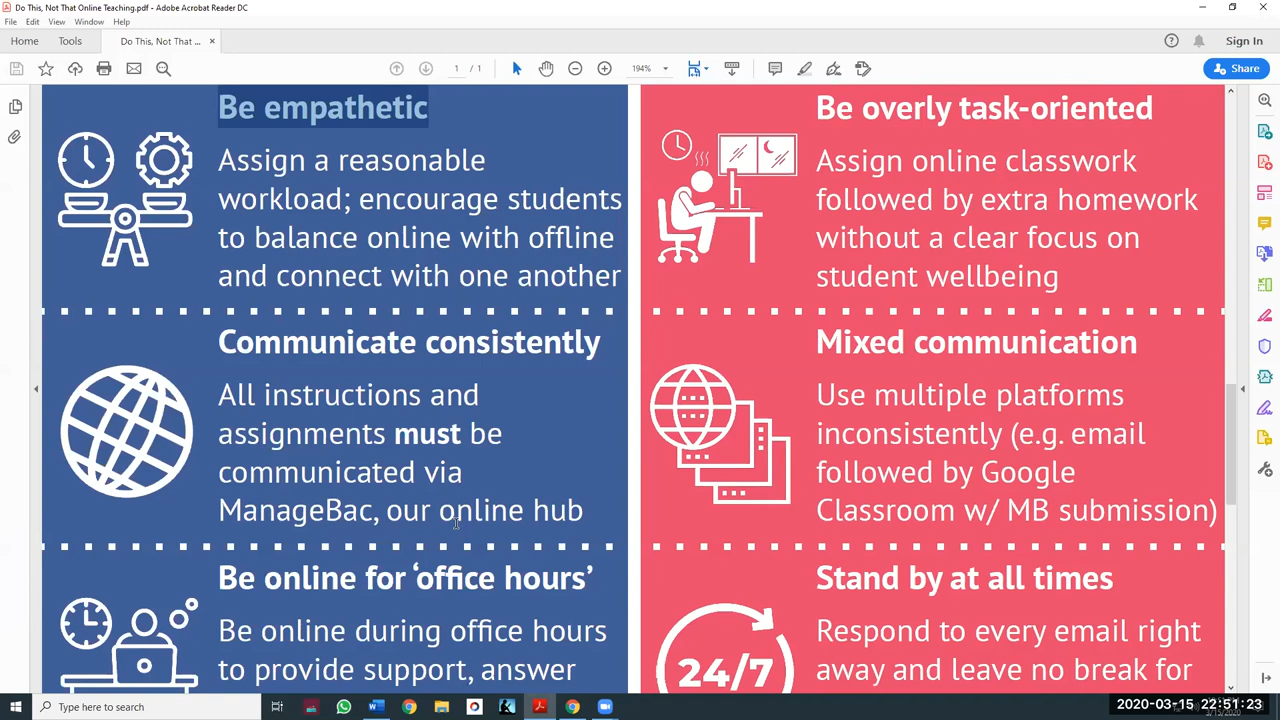 Do This, Not That Online Teaching.pdf - Adobe Acrobat Reader DC
File Edit View Window Help
Home Tools Do This, Not That ... × Sign In
1 / 1 194% Share
Be empathetic
Assign a reasonable
workload; encourage students
to balance online with offline
and connect with one another
Be overly task-oriented
Assign online classwork
followed by extra homework
without a clear focus on
student wellbeing
Communicate consistently
All instructions and
assignments must be
communicated via
ManageBac, our online hub
Mixed communication
Use multiple platforms
inconsistently (e.g. email
followed by Google
Classroom w/ MB submission)
Be online for ‘office hours’
Be online during office hours
to provide support, answer
Stand by at all times
24/7
Respond to every email right
away and leave no break for
Type here to search
2020-03-15 22:51:23